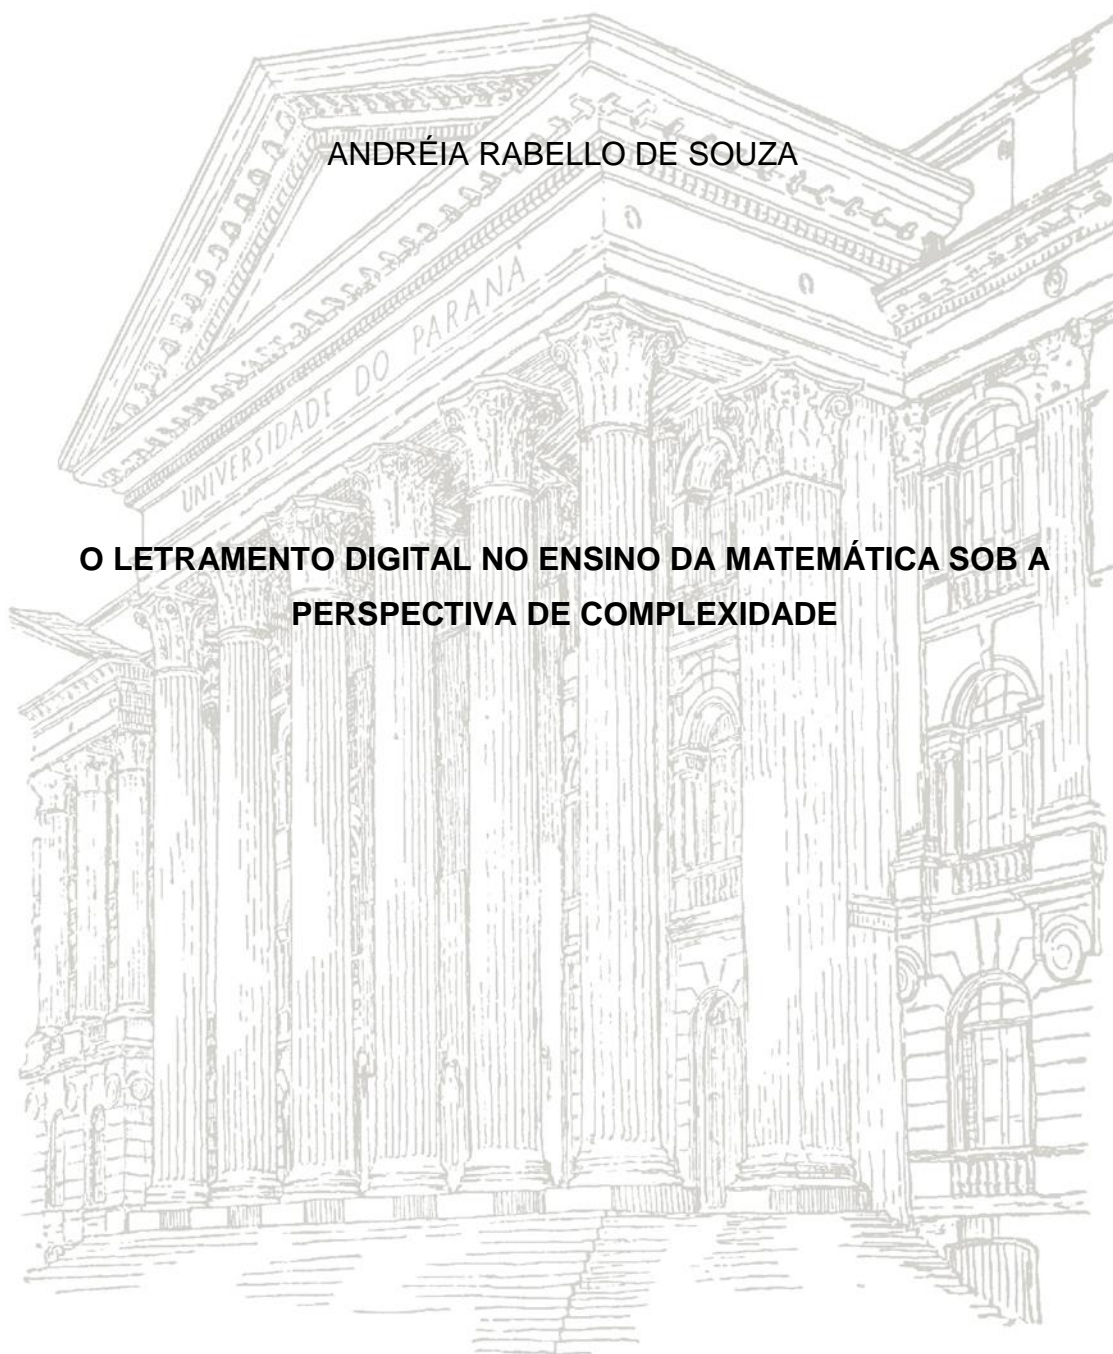 ANDRÉIA RABELLO DE SOUZA
UNIVERSIDADE DO PARANÁ
O LETRAMENTO DIGITAL NO ENSINO DA MATEMÁTICA SOB A
PERSPECTIVA DE COMPLEXIDADE